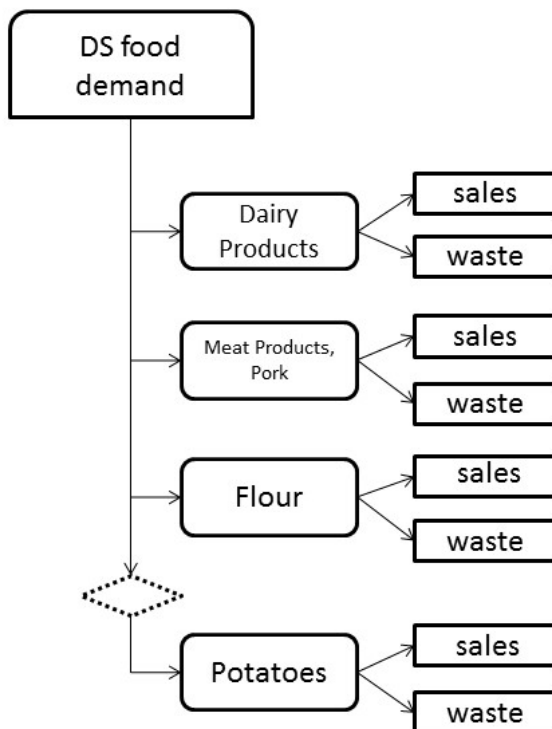 DS food
demand
sales
Dairy
Products
waste
sales
Meat Products,
Pork
waste
sales
Flour
waste
sales
Potatoes
waste